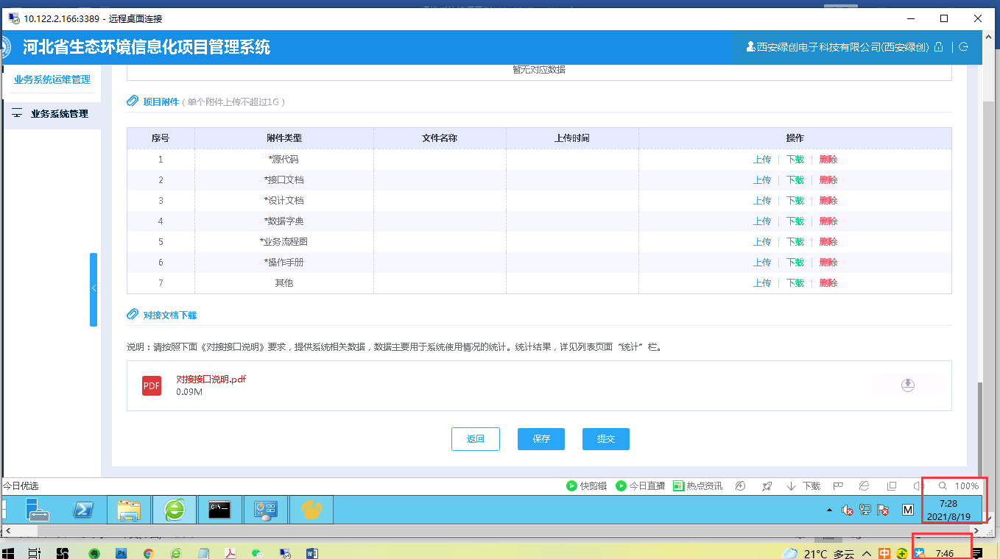 10.122.2.166:3389 - 远程桌面连接
河北省生态环境信息化项目管理系统
西安绿创电子科技有限公司(西安绿创)
业务系统运维管理
业务系统管理
暂无对应数据
项目附件 ( 单个附件上传不超过1G )
序号 附件类型 文件名称 上传时间 操作
1 *源代码 上传 下载 删除
2 *接口文档 上传 下载 删除
3 *设计文档 上传 下载 删除
4 *数据字典 上传 下载 删除
5 *业务流程图 上传 下载 删除
6 *操作手册 上传 下载 删除
7 其他 上传 下载 删除
对接文档下载
说明：请按照下面《对接接口说明》要求，提供系统相关数据，数据主要用于系统使用情况的统计。统计结果，详见列表页面“统计”栏。
PDF
对接接口说明.pdf
0.09M
返回 保存 提交
今日优选 快剪辑 今日直播 热点资讯 下载 100%
C:\
M
7:28
2021/8/19
Ps
W
21°C 多云
中
7:46